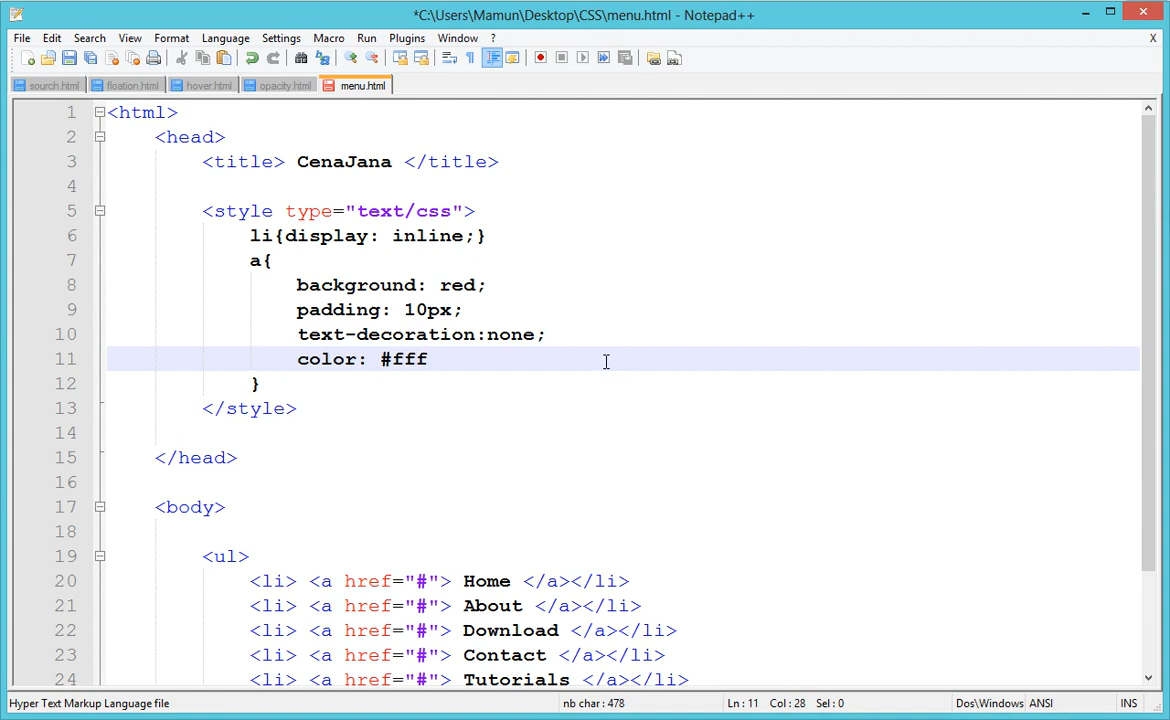 *C:\Users\Mamun\Desktop\CSS\menu.html - Notepad++
File Edit Search View Format Language Settings Macro Run Plugins Window ? X
sourch.html floation.html hover.html opacity.html menu.html
1 <html>
2 <head>
3 <title> CenaJana </title>
4
5 <style type="text/css">
6 li{display: inline;}
7 a{
8 background: red;
9 padding: 10px;
10 text-decoration:none;
11 color: #fff
12 }
13 </style>
14
15 </head>
16
17 <body>
18
19 <ul>
20 <li> <a href="#"> Home </a></li>
21 <li> <a href="#"> About </a></li>
22 <li> <a href="#"> Download </a></li>
23 <li> <a href="#"> Contact </a></li>
24 <li> <a href="#"> Tutorials </a></li>
Hyper Text Markup Language file nb char : 478 Ln : 11 Col : 28 Sel : 0 Dos\Windows ANSI INS